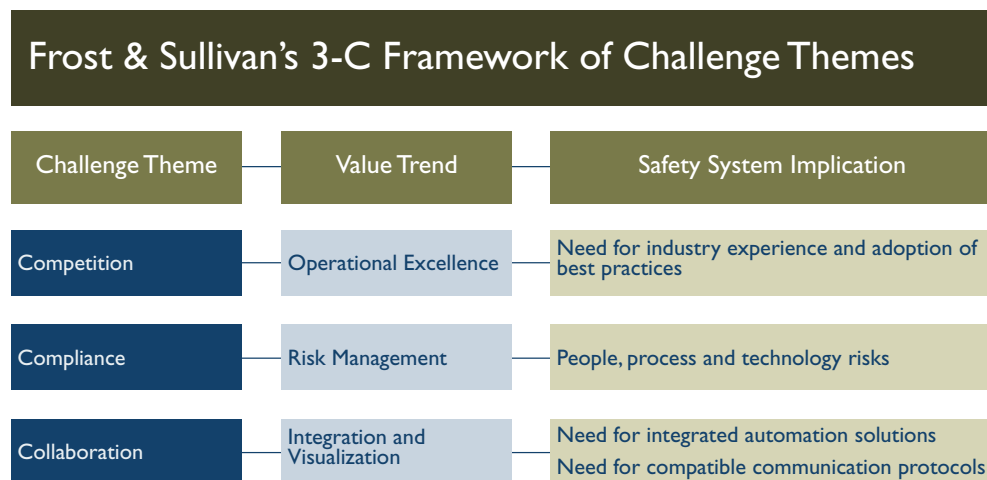 Frost & Sullivan's 3-C Framework of Challenge Themes
Challenge Theme
Value Trend
Safety System Implication
Competition
Operational Excellence
Need for industry experience and adoption of
best practices
Compliance
Risk Management
People, process and technology risks
Collaboration
Integration and
Visualization
Need for integrated automation solutions
Need for compatible communication protocols